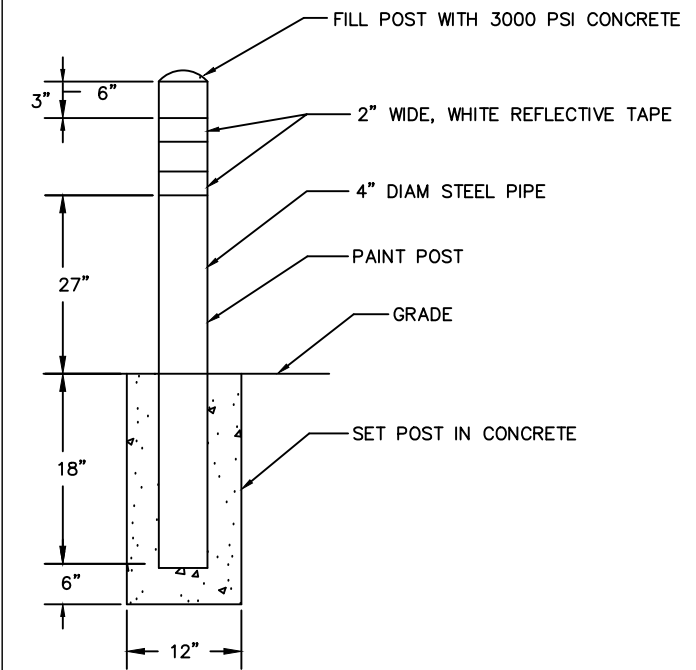 FILL POST WITH 3000 PSI CONCRETE
3” 6”
2” WIDE, WHITE REFLECTIVE TAPE
4” DIAM STEEL PIPE
27”
PAINT POST
GRADE
SET POST IN CONCRETE
18”
6”
12”